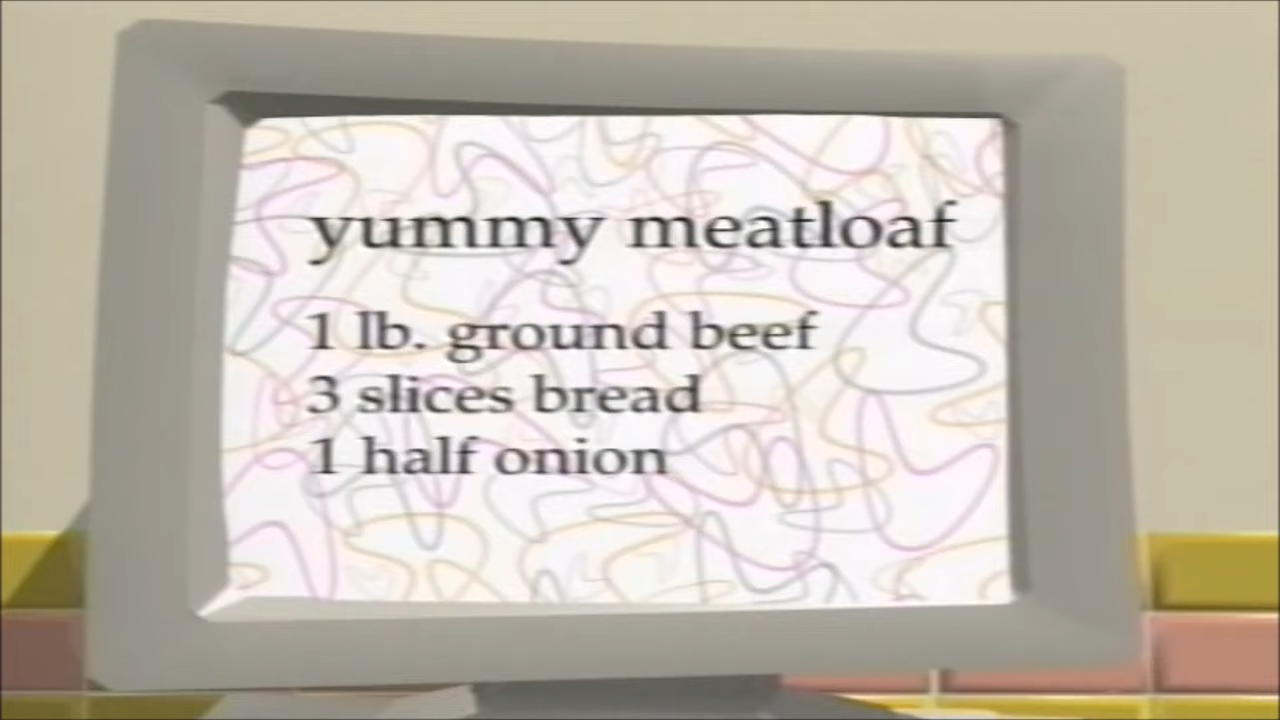 yummy meatloaf
1 lb. ground beef
3 slices bread
1 half onion